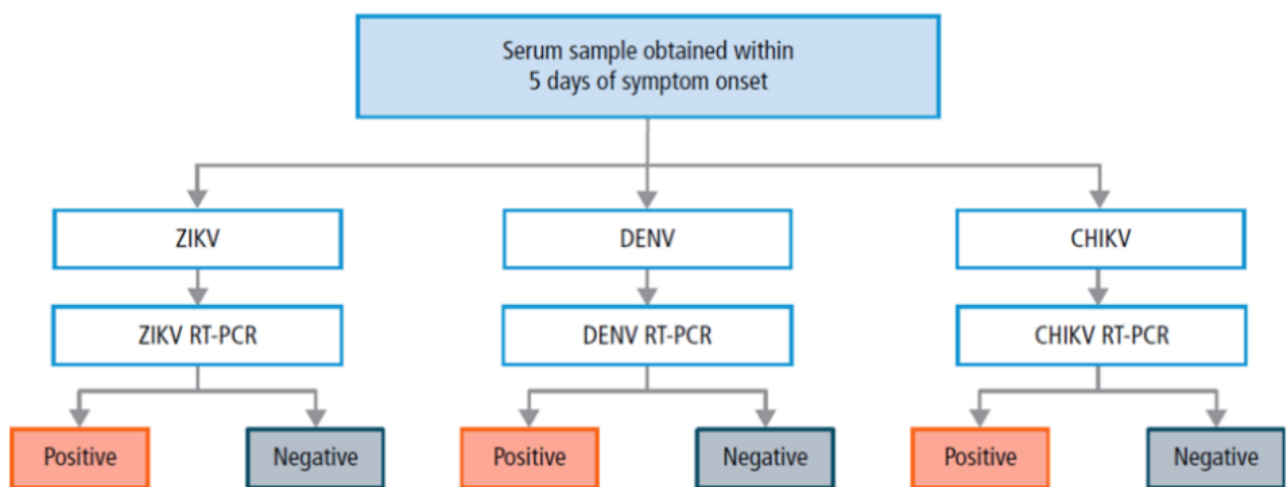 Serum sample obtained within
5 days of symptom onset
ZIKV
DENV
CHIKV
ZIKV RT-PCR
DENV RT-PCR
CHIKV RT-PCR
Positive
Negative
Positive
Negative
Positive
Negative